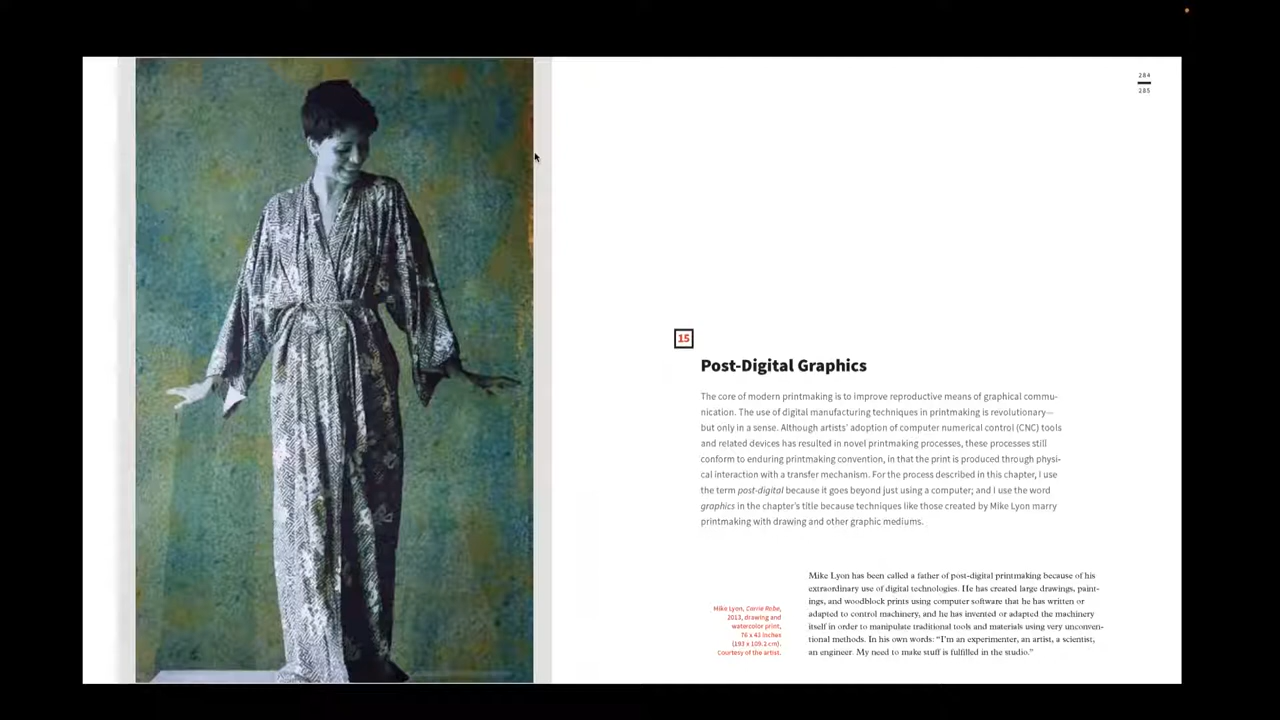 284
285
15
Post-Digital Graphics
The core of modern printmaking is to improve reproductive means of graphical commu-
nication. The use of digital manufacturing techniques in printmaking is revolutionary—
but only in a sense. Although artists' adoption of computer numerical control (CNC) tools
and related devices has resulted in novel printmaking processes, these processes still
conform to enduring printmaking convention, in that the print is produced through physi-
cal interaction with a transfer mechanism. For the process described in this chapter, I use
the term post-digital because it goes beyond just using a computer; and I use the word
graphics in the chapter's title because techniques like those created by Mike Lyon marry
printmaking with drawing and other graphic mediums.
Mike Lyon has been called a father of post-digital printmaking because of his
extraordinary use of digital technologies. He has created large drawings, paint-
ings, and woodblock prints using computer software that he has written or
adapted to control machinery, and he has invented or adapted the machinery
itself in order to manipulate traditional tools and materials using very unconven-
tional methods. In his own words: “I'm an experimenter, an artist, a scientist,
an engineer. My need to make stuff is fulfilled in the studio.”
Mike Lyon, Carrie Robe,
2013, drawing and
watercolor print,
76 x 43 inches
(193 x 109.2 cm).
Courtesy of the artist.